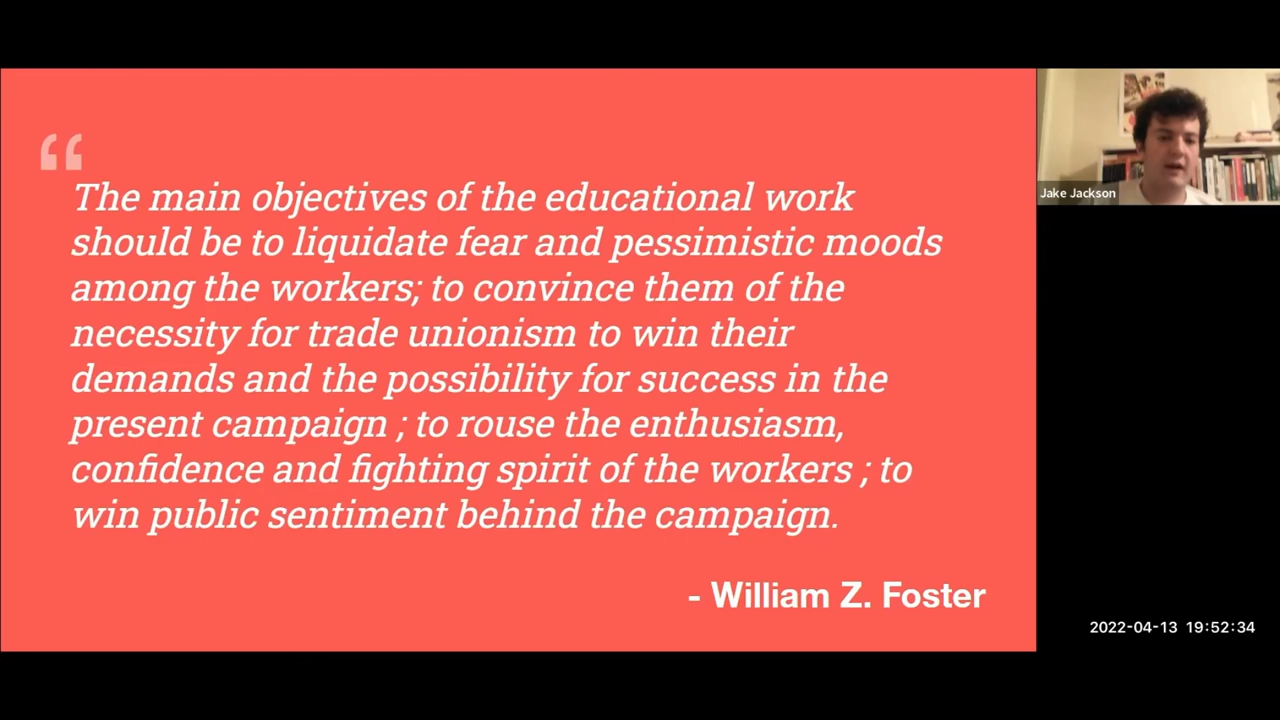 “
The main objectives of the educational work
should be to liquidate fear and pessimistic moods
among the workers; to convince them of the
necessity for trade unionism to win their
demands and the possibility for success in the
present campaign ; to rouse the enthusiasm,
confidence and fighting spirit of the workers ; to
win public sentiment behind the campaign.
- William Z. Foster
Jake Jackson
2022-04-13 19:52:34